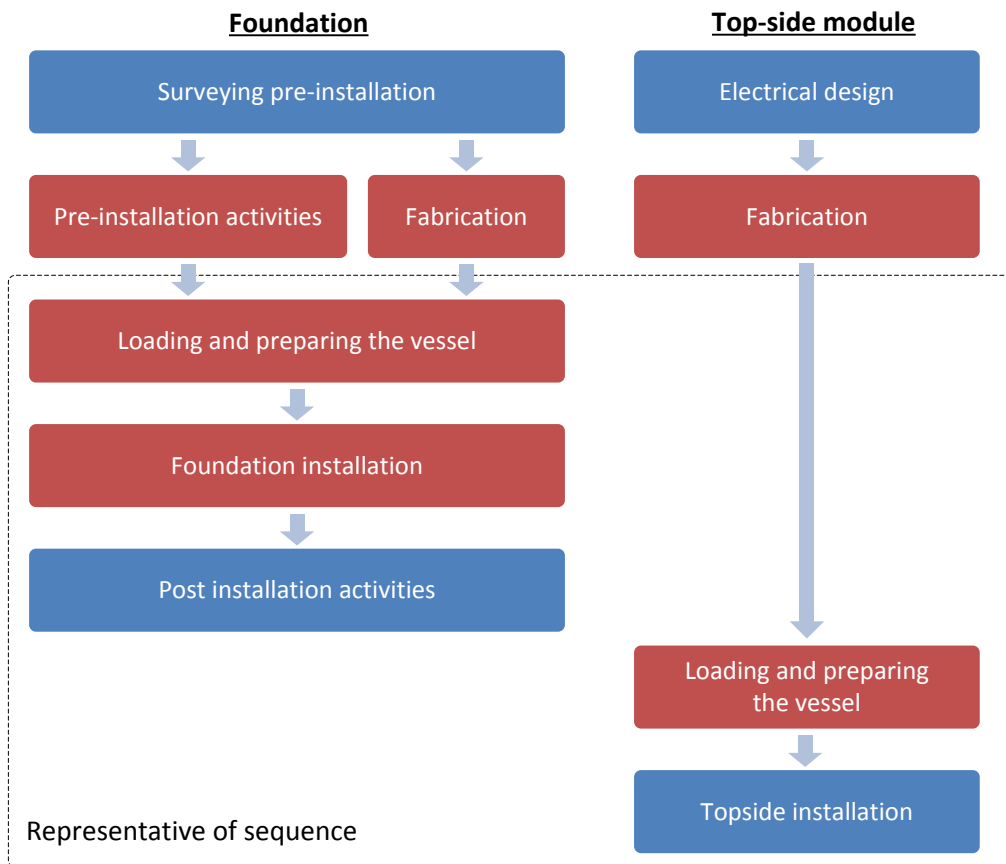 Foundation
Top-side module
Surveying pre-installation
Electrical design
Pre-installation activities
Fabrication
Fabrication
Loading and preparing the vessel
Foundation installation
Post installation activities
Loading and preparing
the vessel
Topside installation
Representative of sequence